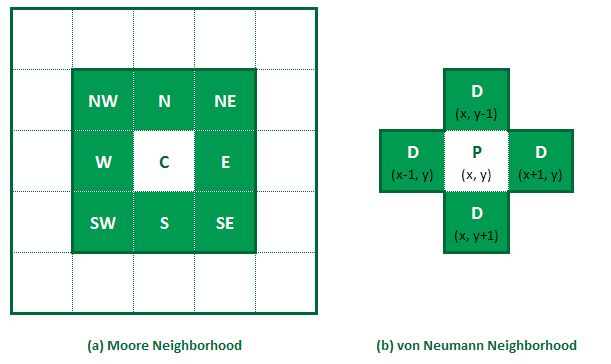 NW N NE
W C E
SW S SE
(a) Moore Neighborhood
D
(x, y-1)
D P D
(x-1, y) (x, y) (x+1, y)
D
(x, y+1)
(b) von Neumann Neighborhood